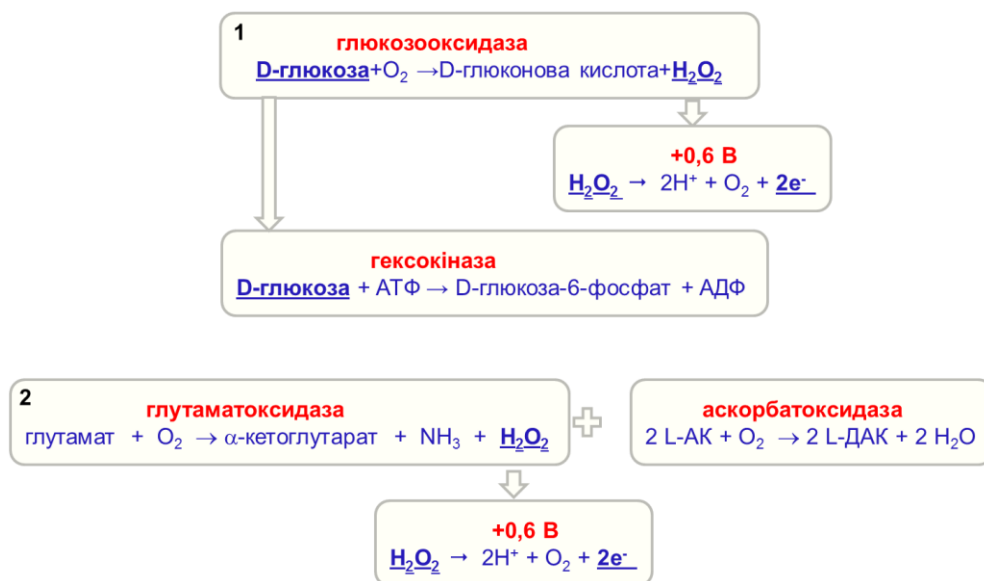 1
глюкозооксидаза
D-глюкоза+O₂ →D-глюконова кислота+H₂O₂
+0,6 В
H₂O₂ → 2H⁺ + O₂ + 2e⁻
гексокіназа
D-глюкоза + АТФ → D-глюкоза-6-фосфат + АДФ
2
глутаматоксидаза
глутамат + O₂ → α-кетоглутарат + NH₃ + H₂O₂
аскорбатоксидаза
2 L-АК + O₂ → 2 L-ДАК + 2 H₂O
+0,6 В
H₂O₂ → 2H⁺ + O₂ + 2e⁻